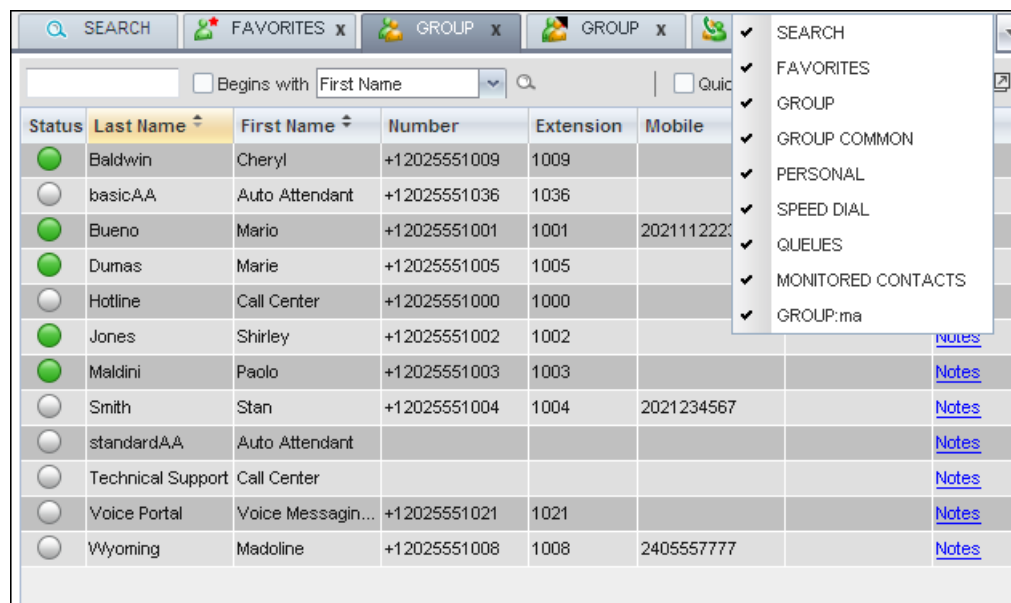 SEARCH FAVORITES x GROUP x GROUP x
Begins with First Name Quic
Status Last Name First Name Number Extension Mobile
Baldwin Cheryl +12025551009 1009
basicAA Auto Attendant +12025551036 1036
Bueno Mario +12025551001 1001 202111222
Dumas Marie +12025551005 1005
Hotline Call Center +12025551000 1000
Jones Shirley +12025551002 1002 Notes
Maldini Paolo +12025551003 1003 Notes
Smith Stan +12025551004 1004 2021234567 Notes
standardAA Auto Attendant Notes
Technical Support Call Center Notes
Voice Portal Voice Messagin... +12025551021 1021 Notes
Wyoming Madoline +12025551008 1008 2405557777 Notes
SEARCH
FAVORITES
GROUP
GROUP COMMON
PERSONAL
SPEED DIAL
QUEUES
MONITORED CONTACTS
GROUP:ma